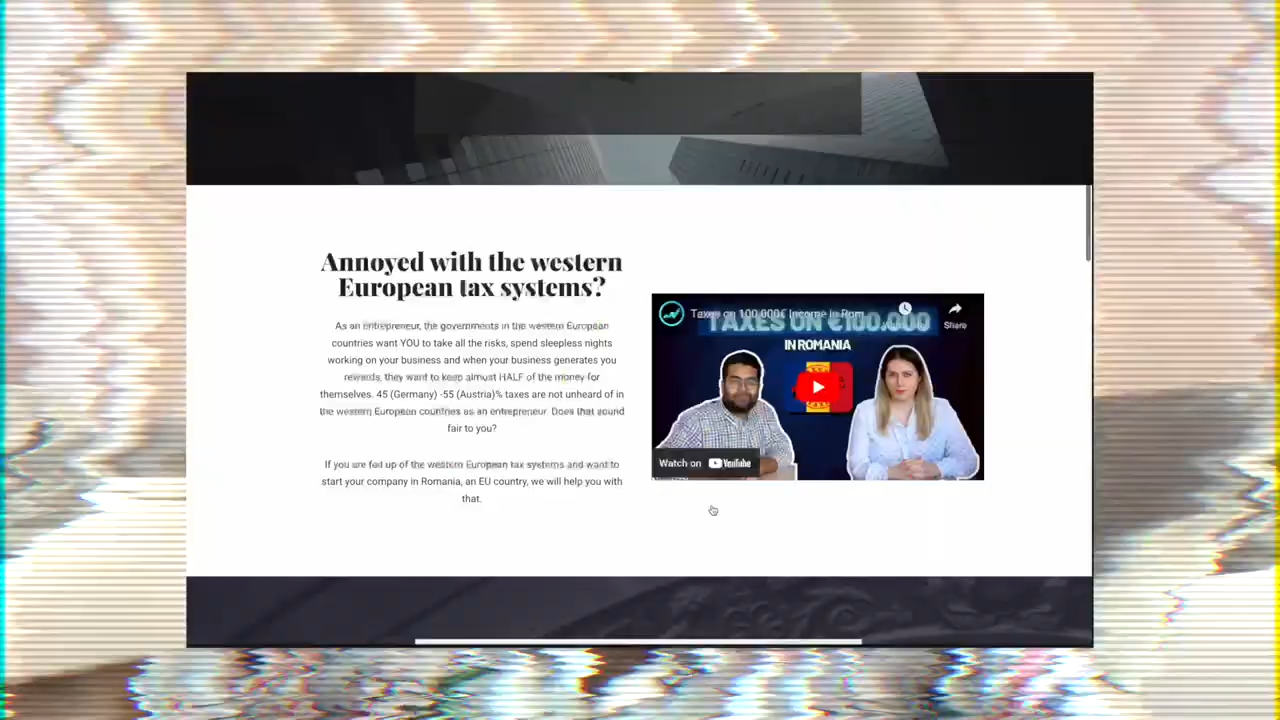 Annoyed with the western
European tax systems?
As an entrepreneur, the governments in the western European
countries want YOU to take all the risks, spend sleepless nights
working on your business and when your business generates you
rewards, they want to keep almost HALF of the money for
themselves. 45 (Germany) -55 (Austria)% taxes are not unheard of in
the western European countries as an entrepreneur. Does that sound
fair to you?
If you are fed up of the western European tax systems and want to
start your company in Romania, an EU country, we will help you with
that.
Taxes on 100.000€ Income in Rom
Share
TAXES ON €100.000
IN ROMANIA
Watch on YouTube